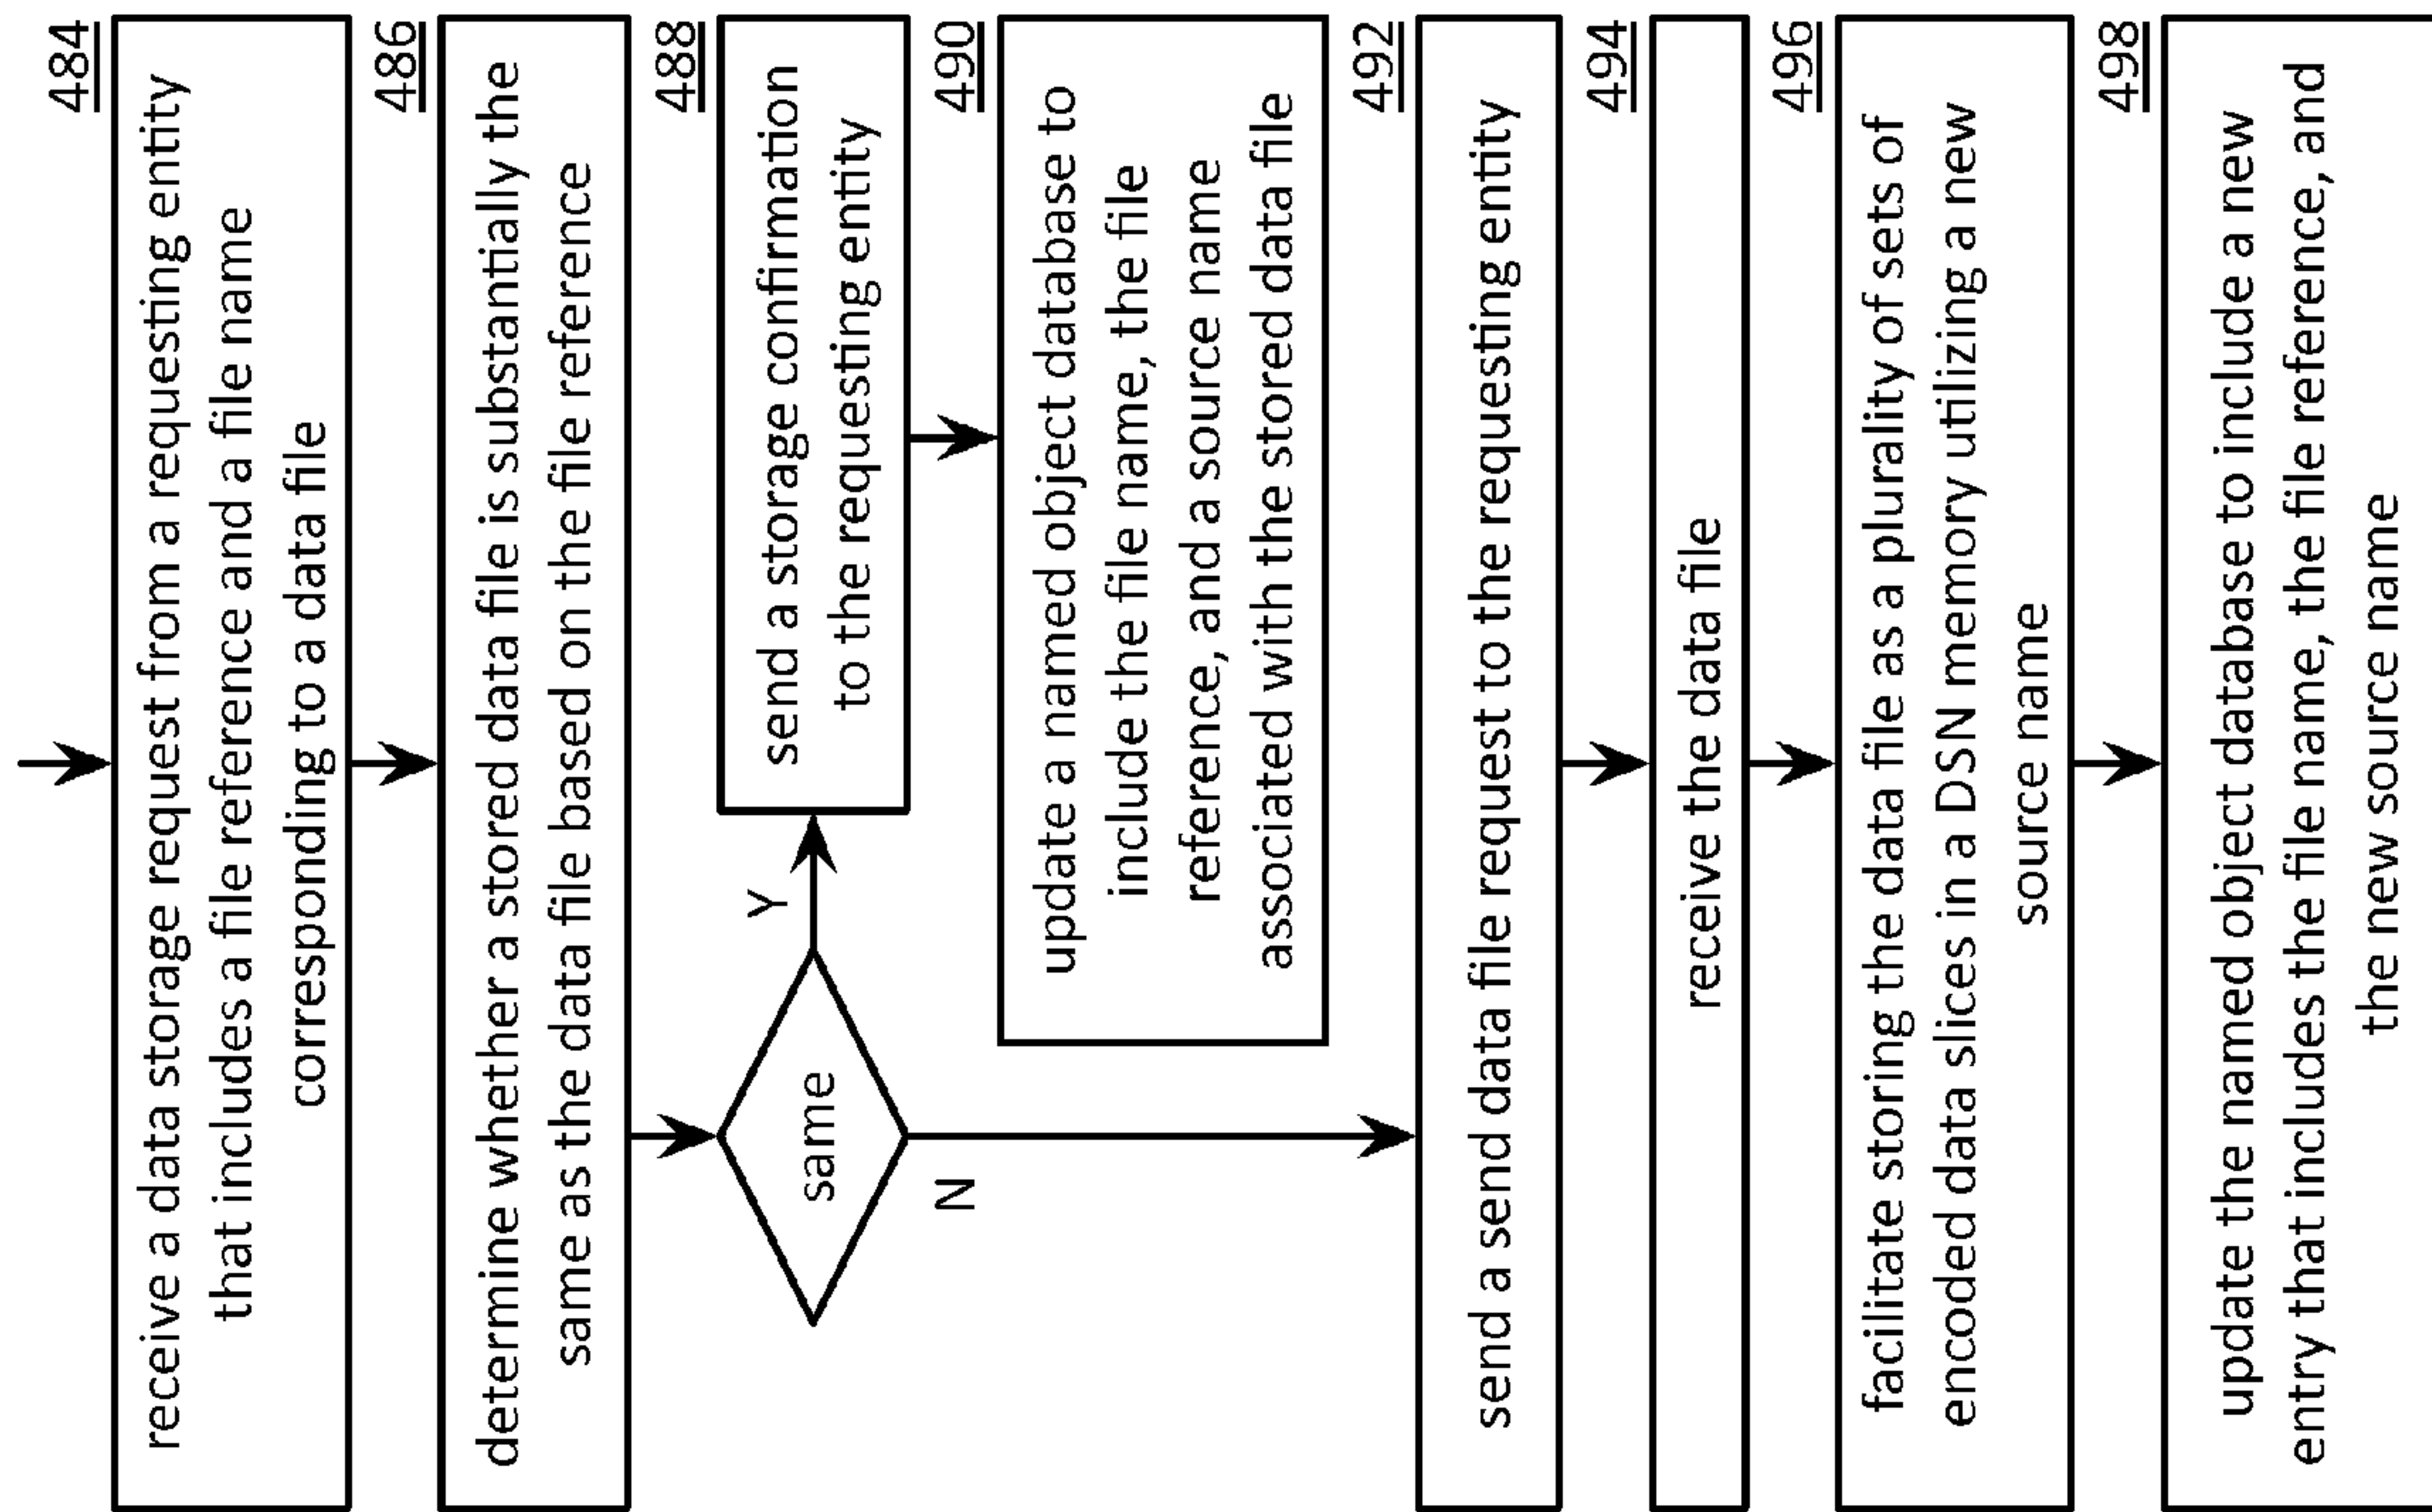 484
receive a data storage request from a requesting entity
that includes a file reference and a file name
corresponding to a data file
486
determine whether a stored data file is substantially the
same as the data file based on the file reference
same
Y
N
488
send a storage confirmation
to the requesting entity
490
update a named object database to
include the file name, the file
reference, and a source name
associated with the stored data file
492
send a send data file request to the requesting entity
494
receive the data file
496
facilitate storing the data file as a plurality of sets of
encoded data slices in a DSN memory utilizing a new
source name
498
update the named object database to include a new
entry that includes the file name, the file reference, and
the new source name